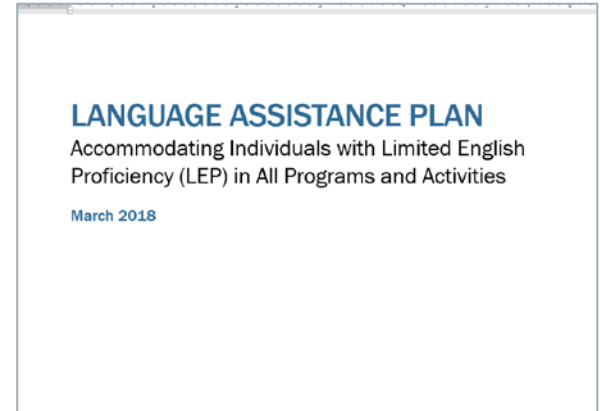 LANGUAGE ASSISTANCE PLAN
Accommodating Individuals with Limited English
Proficiency (LEP) in All Programs and Activities
March 2018